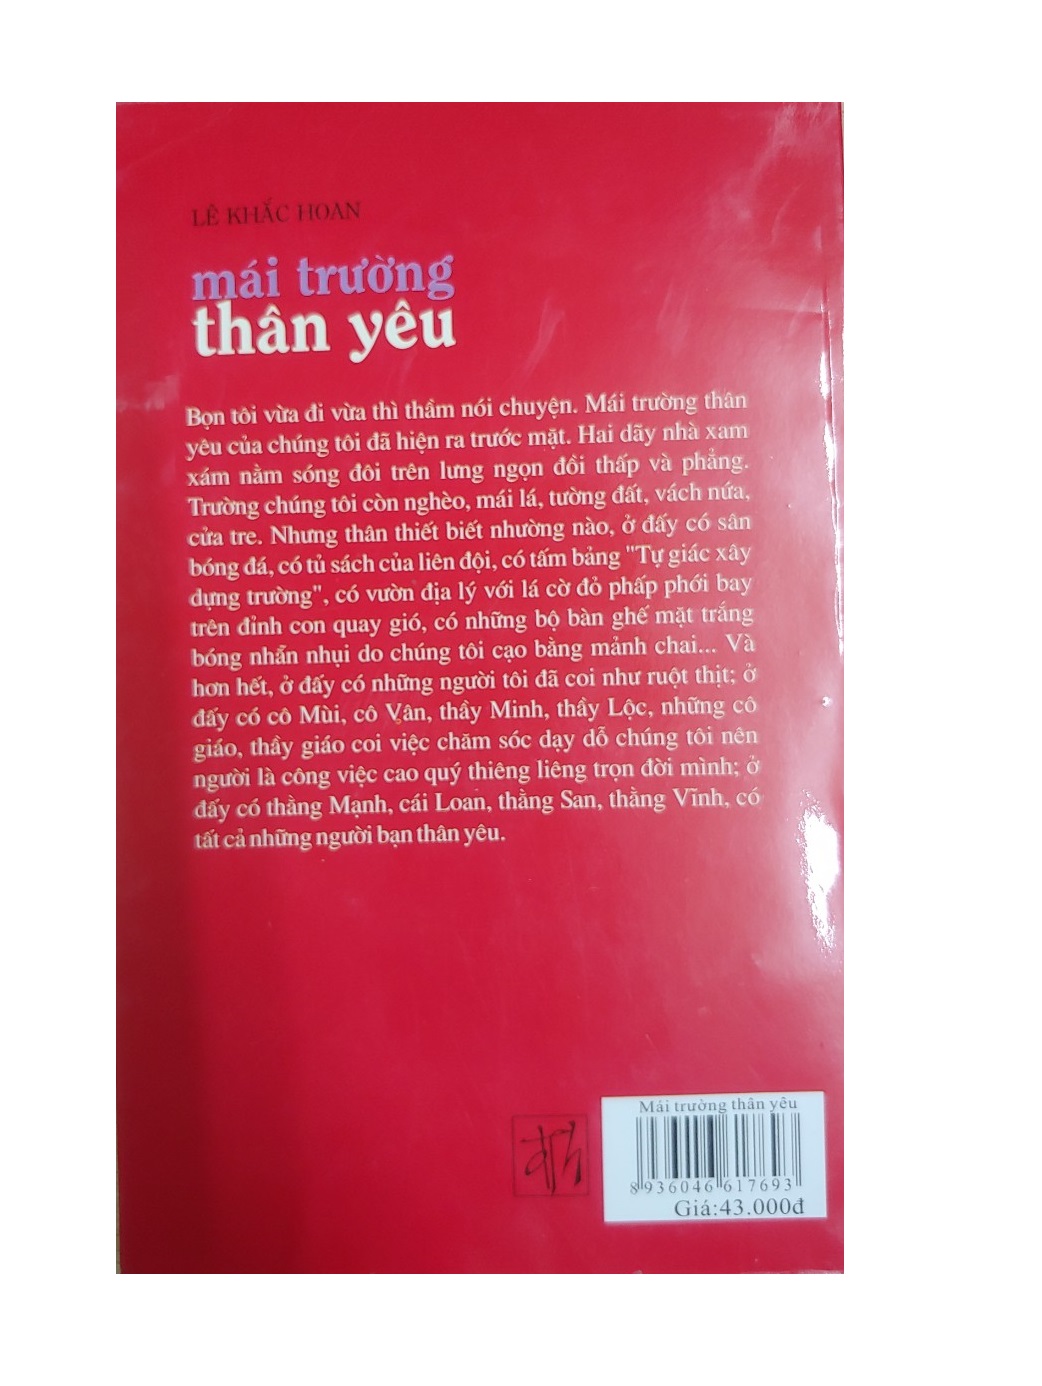 LÊ KHẮC HOAN
mái trường
thân yêu
Bọn tôi vừa đi vừa thì thầm nói chuyện. Mái trường thân
yêu của chúng tôi đã hiện ra trước mặt. Hai dãy nhà xam
xám nằm sóng đôi trên lưng ngọn đồi thấp và phẳng.
Trường chúng tôi còn nghèo, mái lá, tường đất, vách nứa,
cửa tre. Nhưng thân thiết biết nhường nào, ở đấy có sân
bóng đá, có tủ sách của liên đội, có tấm bảng "Tự giác xây
dựng trường", có vườn địa lý với lá cờ đỏ phấp phới bay
trên đỉnh con quay gió, có những bộ bàn ghế mặt trắng
bóng nhẵn nhụi do chúng tôi cạo bằng mảnh chai... Và
hơn hết, ở đấy có những người tôi đã coi như ruột thịt; ở
đấy có cô Mùi, cô Vân, thầy Minh, thầy Lộc, những cô
giáo, thầy giáo coi việc chăm sóc dạy dỗ chúng tôi nên
người là công việc cao quý thiêng liêng trọn đời mình; ở
đấy có thằng Mạnh, cái Loan, thằng San, thằng Vĩnh, có
tất cả những người bạn thân yêu.
Mái trường thân yêu
8936046617693
Giá:43.000đ